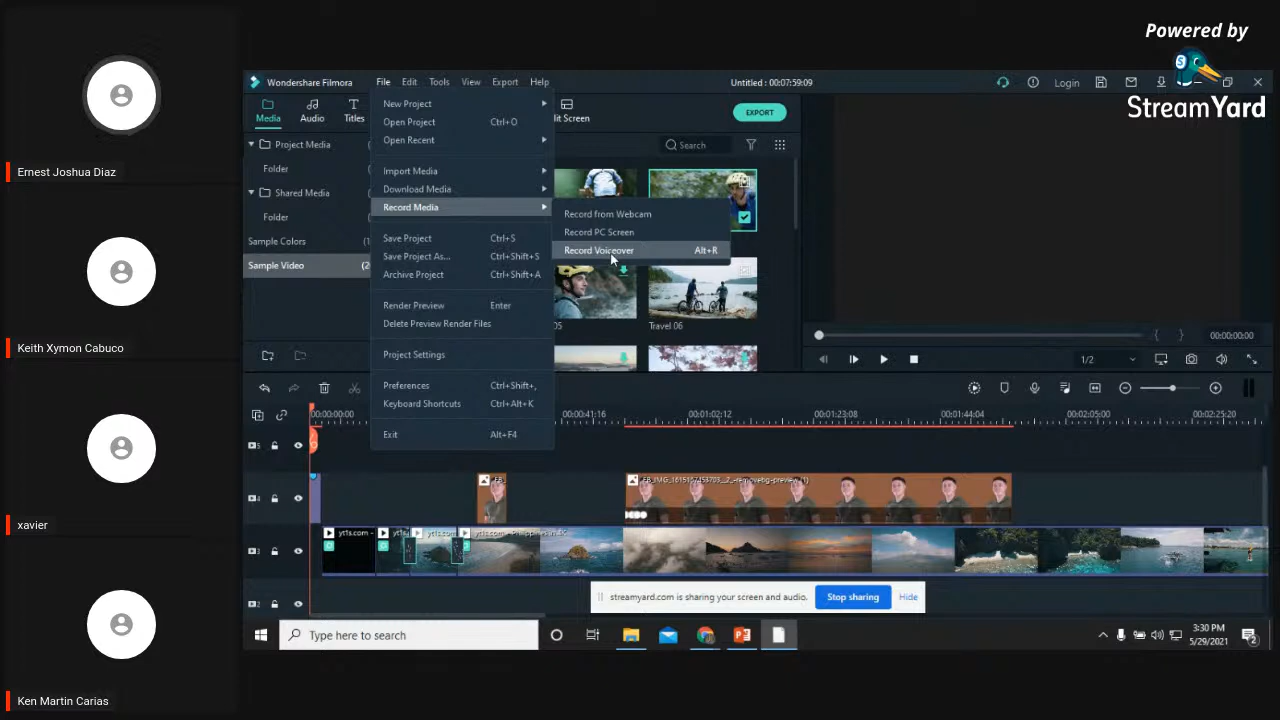 Powered by
StreamYard
Ernest Joshua Diaz
Keith Xymon Cabuco
xavier
Ken Martin Carias
Wondershare Filmora
File Edit Tools View Export Help
Untitled : 00:07:59:09
Login
Media Audio Titles
EXPORT
Project Media
Folder
Shared Media
Folder
Sample Colors
Sample Video
Search
New Project
Open Project Ctrl+O
Open Recent
Import Media
Download Media
Record Media
Save Project Ctrl+S
Save Project As... Ctrl+Shift+S
Archive Project Ctrl+Shift+A
Render Preview Enter
Delete Preview Render Files
Project Settings
Preferences Ctrl+Shift+,
Keyboard Shortcuts Ctrl+Alt+K
Exit Alt+F4
Record from Webcam
Record PC Screen
Record Voiceover Alt+R
Travel 06
00:00:00:00
1/2
00:00:00:00 00:00:41:16 00:01:02:12 00:01:23:08 00:01:44:04 00:02:05:00 00:02:25:20
streamyard.com is sharing your screen and audio.
Stop sharing
Hide
Type here to search
3:30 PM
5/29/2021